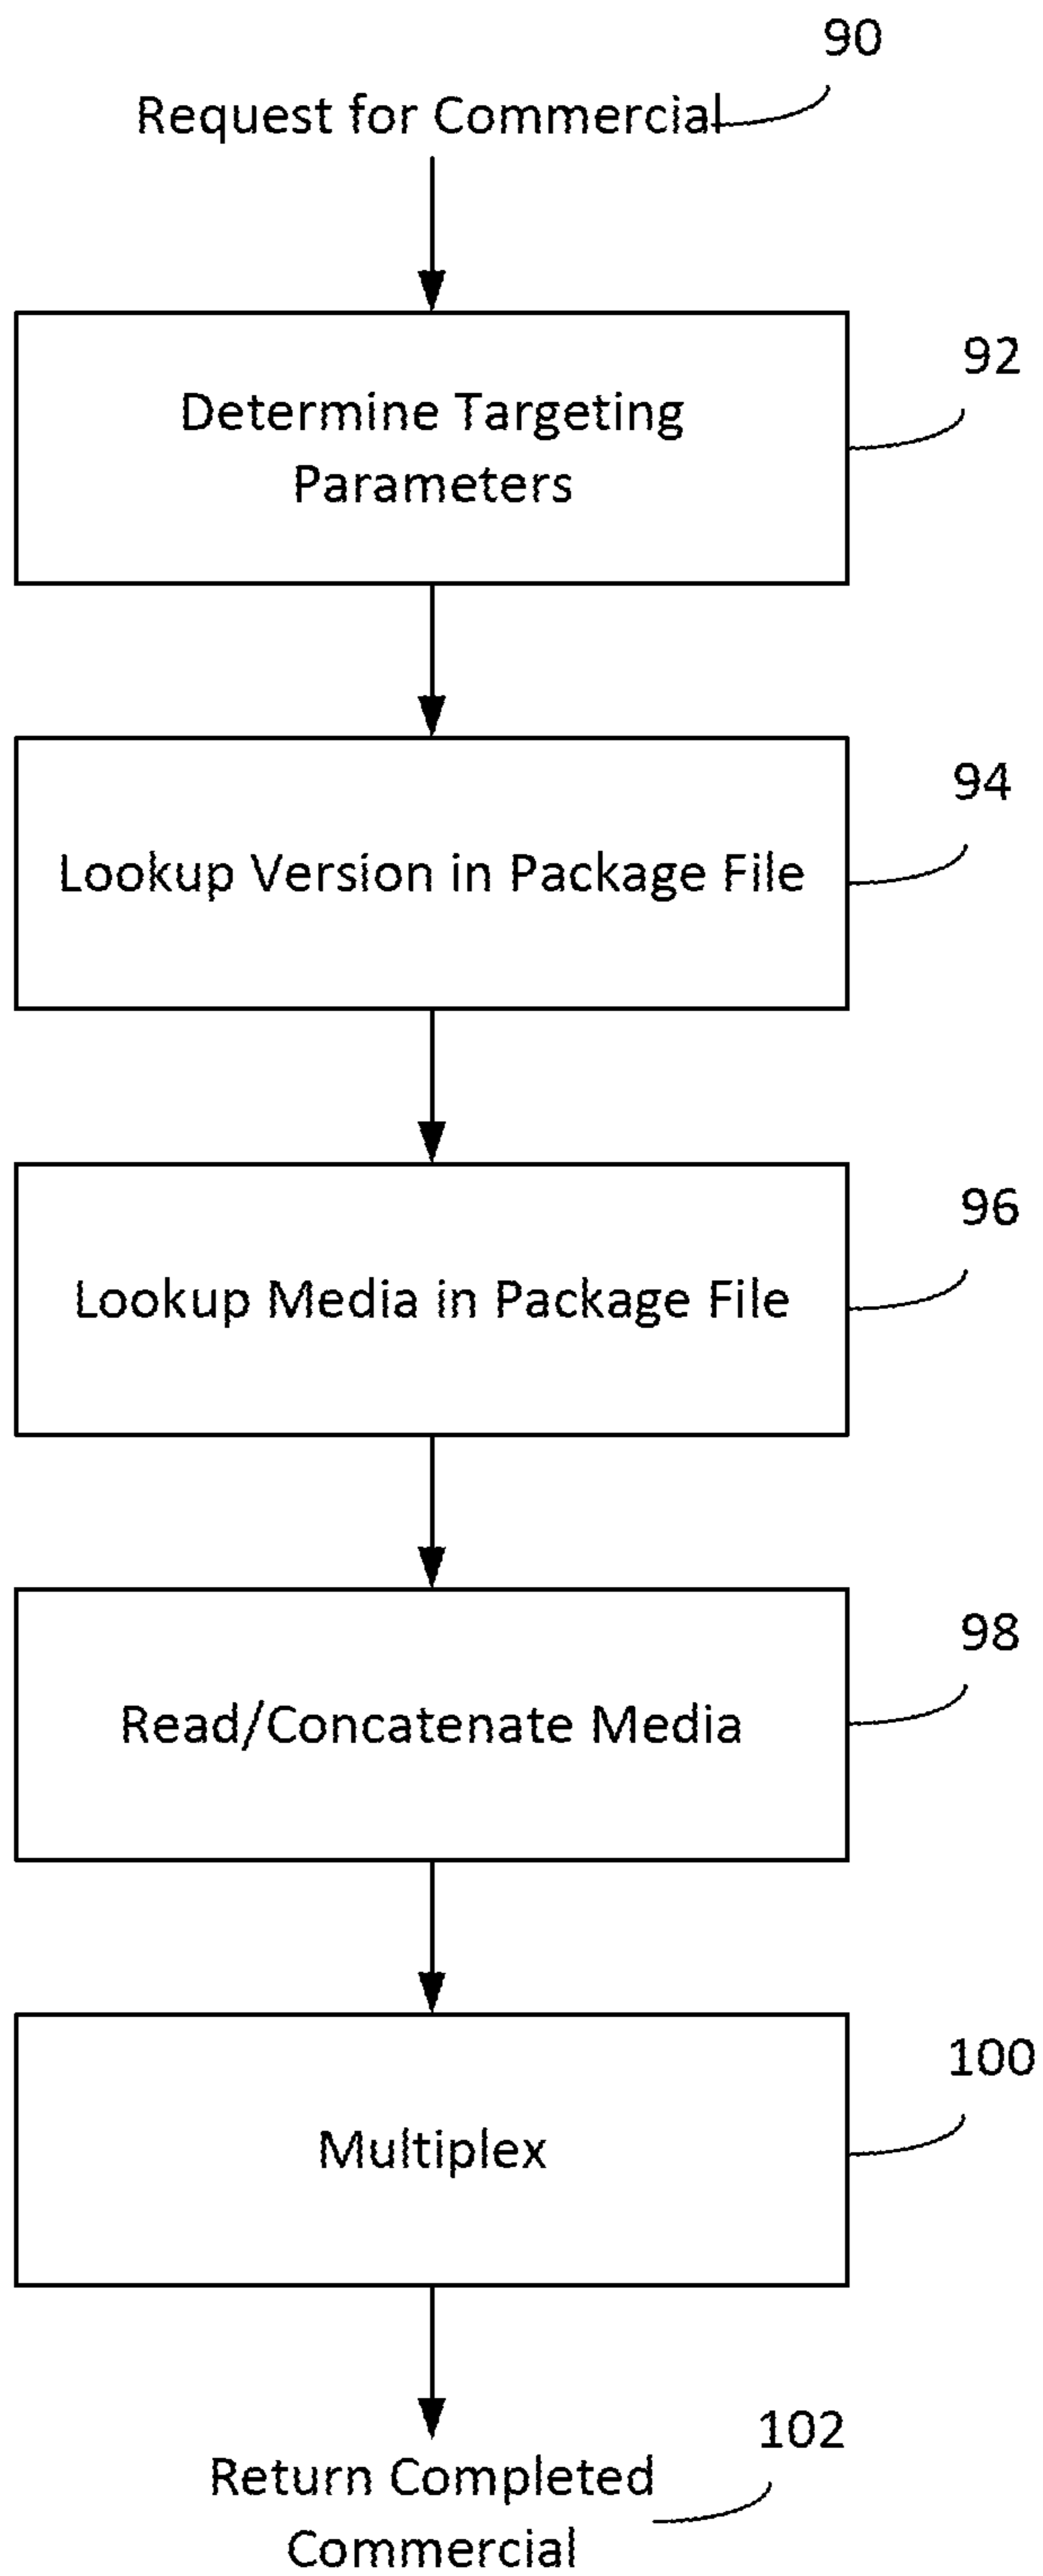 90
Request for Commercial
92
Determine Targeting
Parameters
94
Lookup Version in Package File
96
Lookup Media in Package File
98
Read/Concatenate Media
100
Multiplex
102
Return Completed
Commercial